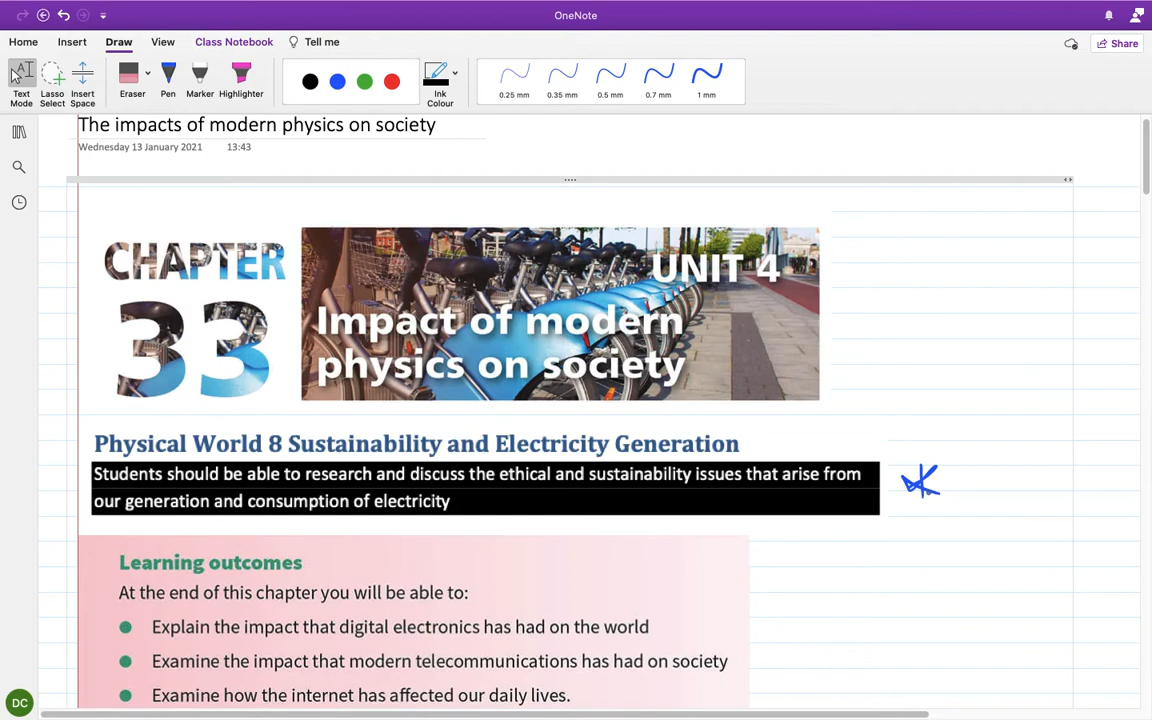 OneNote
Home Insert Draw View Class Notebook Tell me
Share
Text Mode
Lasso Select
Insert Space
Eraser
Pen
Marker
Highlighter
Ink Colour
0.25 mm 0.35 mm 0.5 mm 0.7 mm 1 mm
The impacts of modern physics on society
Wednesday 13 January 2021 13:43
CHAPTER
33
UNIT 4
Impact of modern
physics on society
Physical World 8 Sustainability and Electricity Generation
Students should be able to research and discuss the ethical and sustainability issues that arise from
our generation and consumption of electricity
Learning outcomes
At the end of this chapter you will be able to:
Explain the impact that digital electronics has had on the world
Examine the impact that modern telecommunications has had on society
Examine how the internet has affected our daily lives.
DC